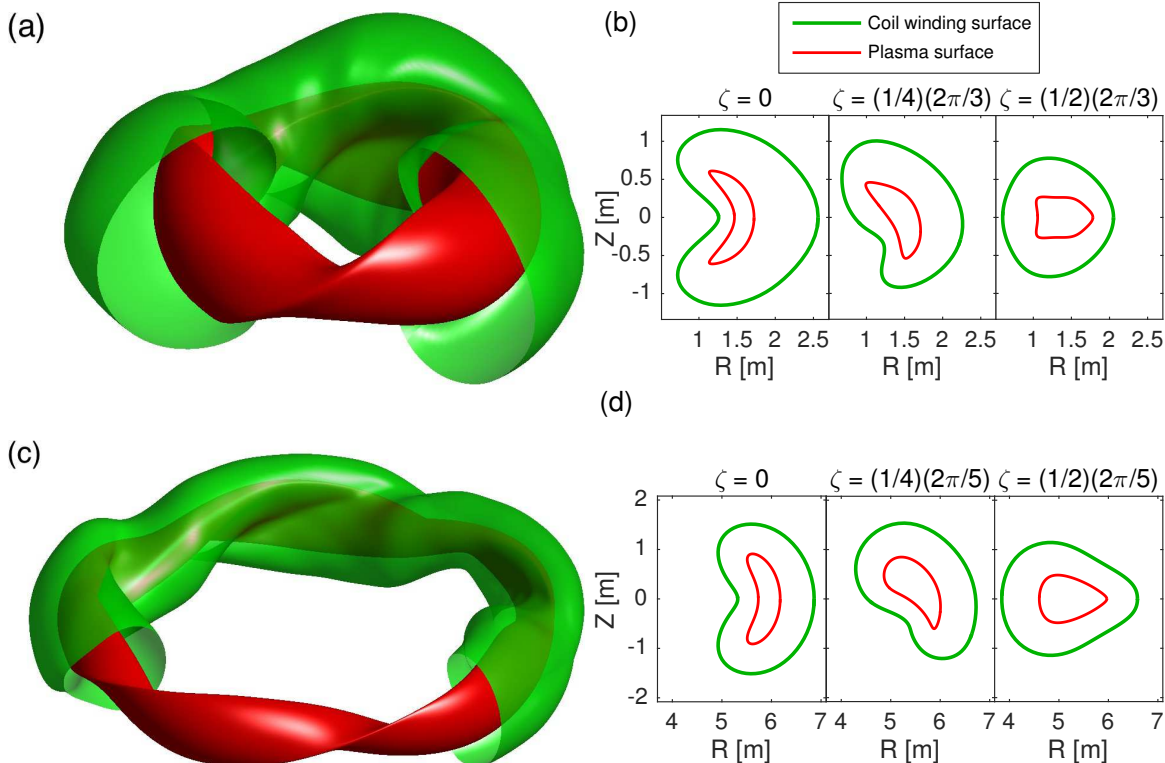 (a)
(b)
Coil winding surface
Plasma surface
ζ = 0
ζ = (1/4)(2π/3)
ζ = (1/2)(2π/3)
Z [m]
1
0.5
0
-0.5
-1
1 1.5 2 2.5
1 1.5 2 2.5
1 1.5 2 2.5
R [m]
R [m]
R [m]
(c)
(d)
ζ = 0
ζ = (1/4)(2π/5)
ζ = (1/2)(2π/5)
Z [m]
2
1
0
-1
-2
4 5 6 7
4 5 6 7
4 5 6 7
R [m]
R [m]
R [m]